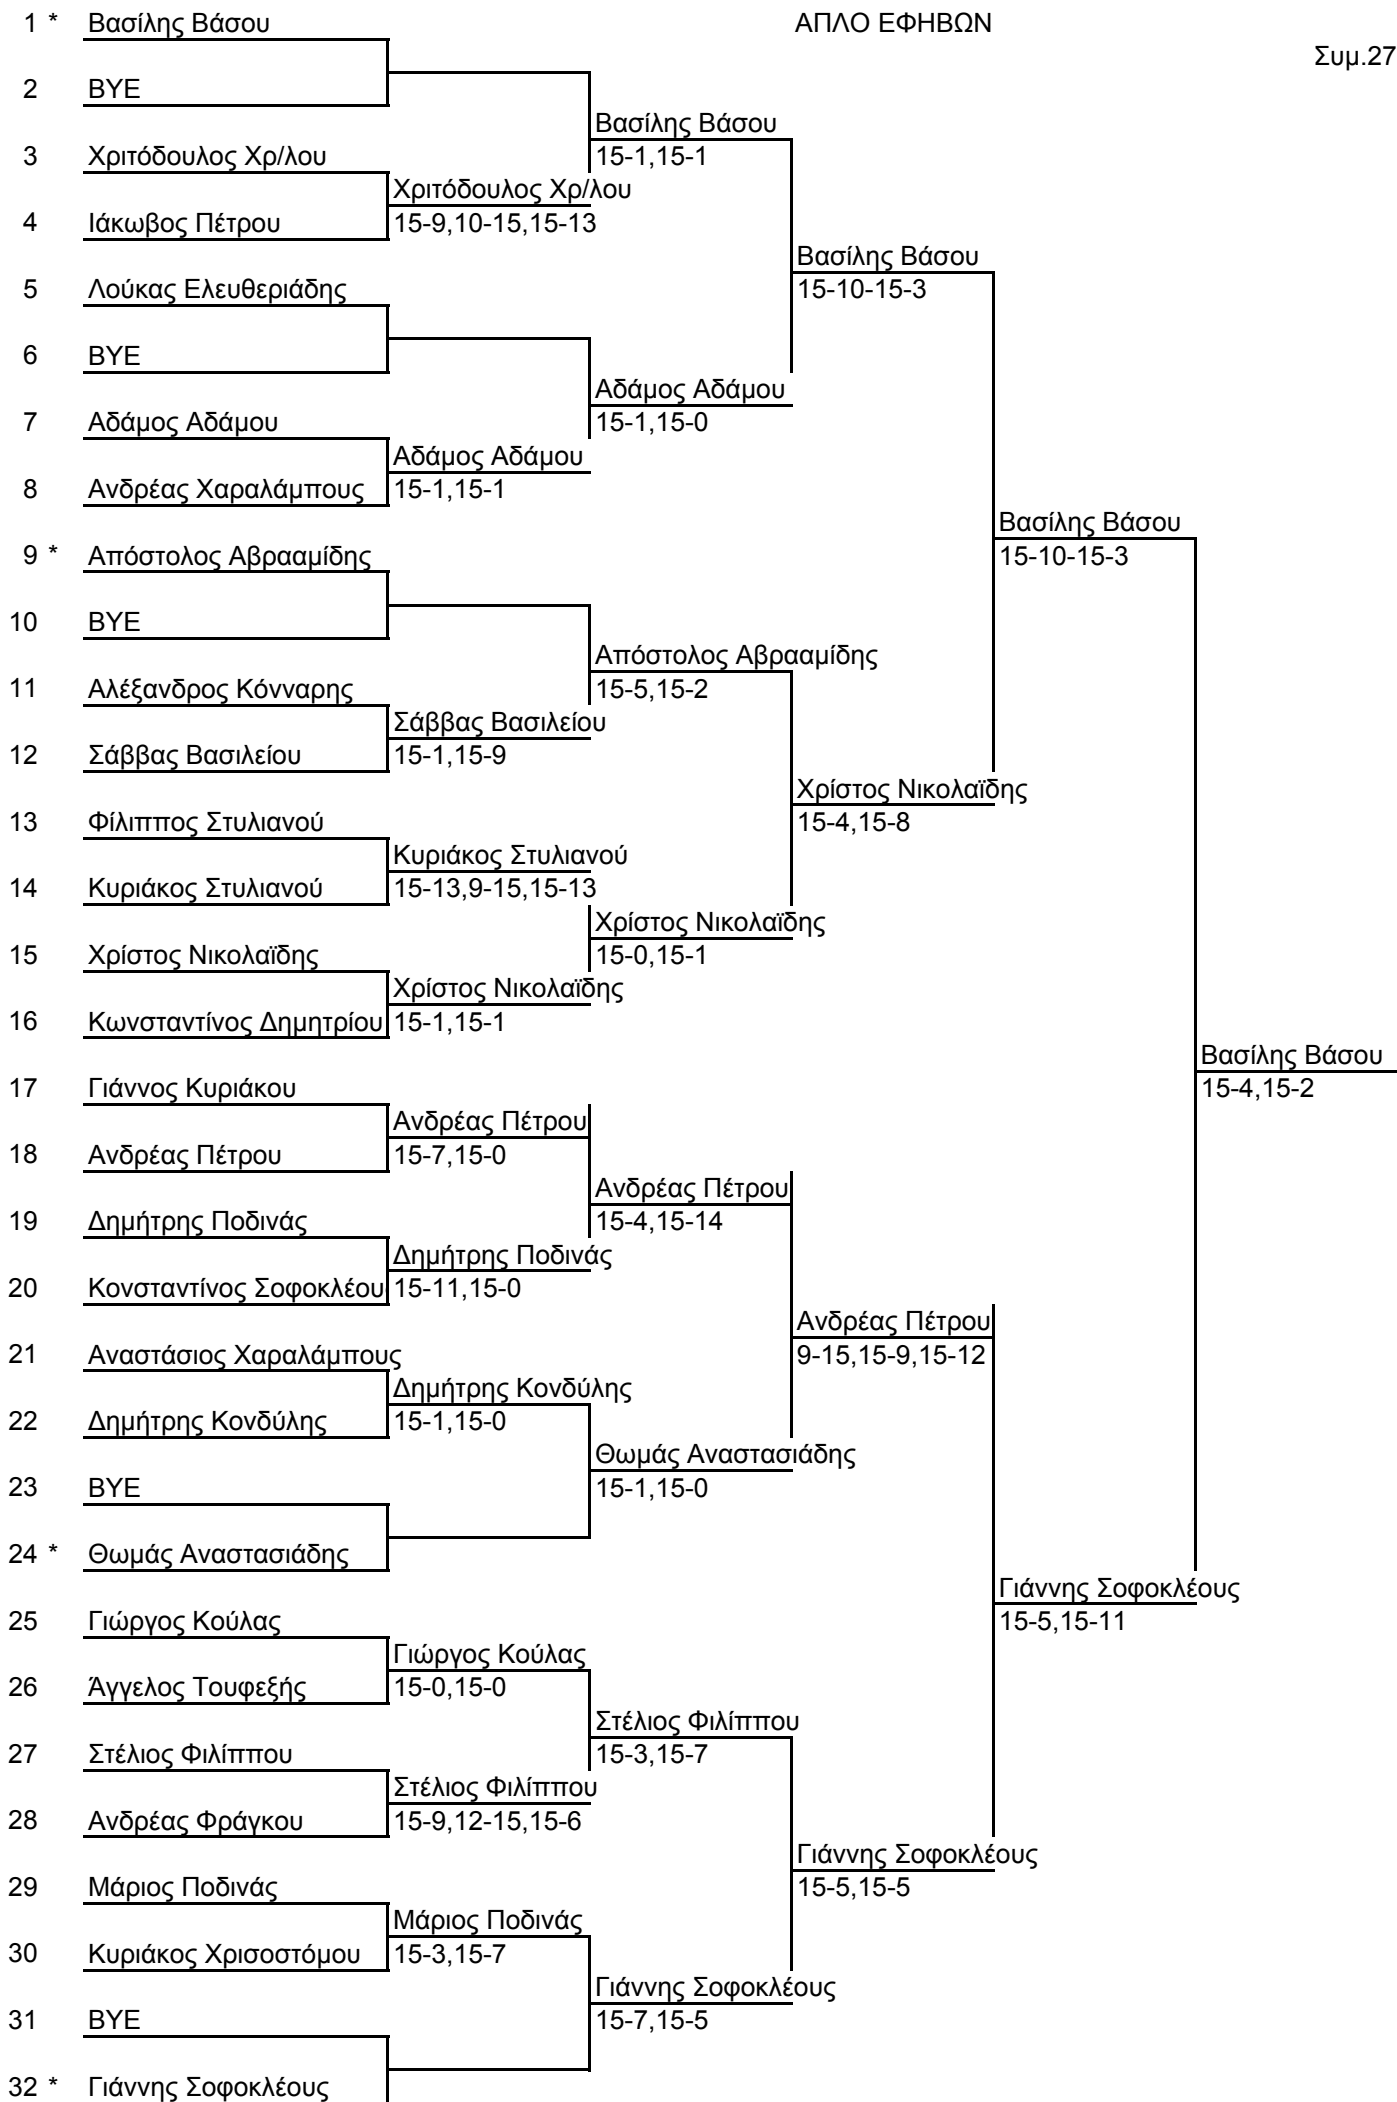 1 * Βασίλης Βάσου ΑΠΛΟ ΕΦΗΒΩΝ
Συμ.27
2 BYE
Βασίλης Βάσου
3 Χριτόδουλος Χρ/λου 15-1,15-1
Χριτόδουλος Χρ/λου
4 Ιάκωβος Πέτρου 15-9,10-15,15-13
Βασίλης Βάσου
5 Λούκας Ελευθεριάδης 15-10-15-3
6 BYE
Αδάμος Αδάμου
7 Αδάμος Αδάμου 15-1,15-0
Αδάμος Αδάμου
8 Ανδρέας Χαραλάμπους 15-1,15-1
Βασίλης Βάσου
9 * Απόστολος Αβρααμίδης 15-10-15-3
10 BYE
Απόστολος Αβρααμίδης
11 Αλέξανδρος Κόνναρης 15-5,15-2
Σάββας Βασιλείου
12 Σάββας Βασιλείου 15-1,15-9
Χρίστος Νικολαϊδης
13 Φίλιππος Στυλιανού 15-4,15-8
Κυριάκος Στυλιανού
14 Κυριάκος Στυλιανού 15-13,9-15,15-13
Χρίστος Νικολαϊδης
15 Χρίστος Νικολαϊδης 15-0,15-1
Χρίστος Νικολαϊδης
16 Κωνσταντίνος Δημητρίου 15-1,15-1
Βασίλης Βάσου
17 Γιάννος Κυριάκου 15-4,15-2
Ανδρέας Πέτρου
18 Ανδρέας Πέτρου 15-7,15-0
Ανδρέας Πέτρου
19 Δημήτρης Ποδινάς 15-4,15-14
Δημήτρης Ποδινάς
20 Κονσταντίνος Σοφοκλέου 15-11,15-0
Ανδρέας Πέτρου
21 Αναστάσιος Χαραλάμπους 9-15,15-9,15-12
Δημήτρης Κονδύλης
22 Δημήτρης Κονδύλης 15-1,15-0
Θωμάς Αναστασιάδης
23 BYE 15-1,15-0
24 * Θωμάς Αναστασιάδης
Γιάννης Σοφοκλέους
25 Γιώργος Κούλας 15-5,15-11
Γιώργος Κούλας
26 Άγγελος Τουφεξής 15-0,15-0
Στέλιος Φιλίππου
27 Στέλιος Φιλίππου 15-3,15-7
Στέλιος Φιλίππου
28 Ανδρέας Φράγκου 15-9,12-15,15-6
Γιάννης Σοφοκλέους
29 Μάριος Ποδινάς 15-5,15-5
Μάριος Ποδινάς
30 Κυριάκος Χρισοστόμου 15-3,15-7
Γιάννης Σοφοκλέους
31 BYE 15-7,15-5
32 * Γιάννης Σοφοκλέους